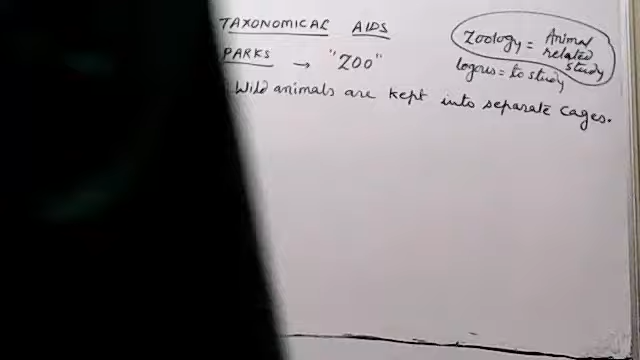 TAXONOMICAL AIDS
PARKS → "ZOO"
Wild animals are kept into separate cages.
Zoology = Animal
related
study
logous = to study